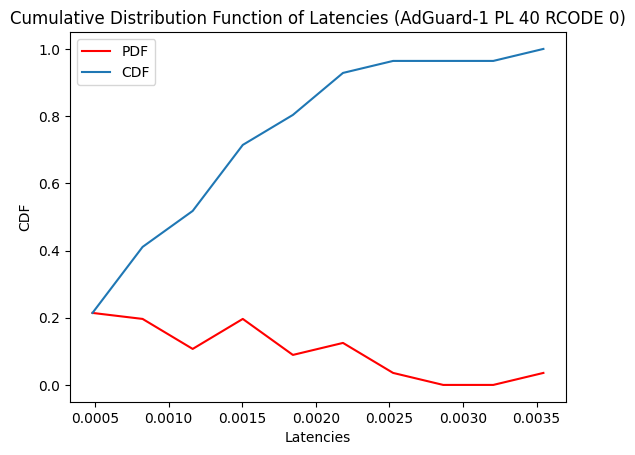 Cumulative Distribution Function of Latencies (AdGuard-1 PL 40 RCODE 0)
PDF
CDF
1.0
0.8
0.6
0.4
0.2
0.0
CDF
0.0005 0.0010 0.0015 0.0020 0.0025 0.0030 0.0035
Latencies